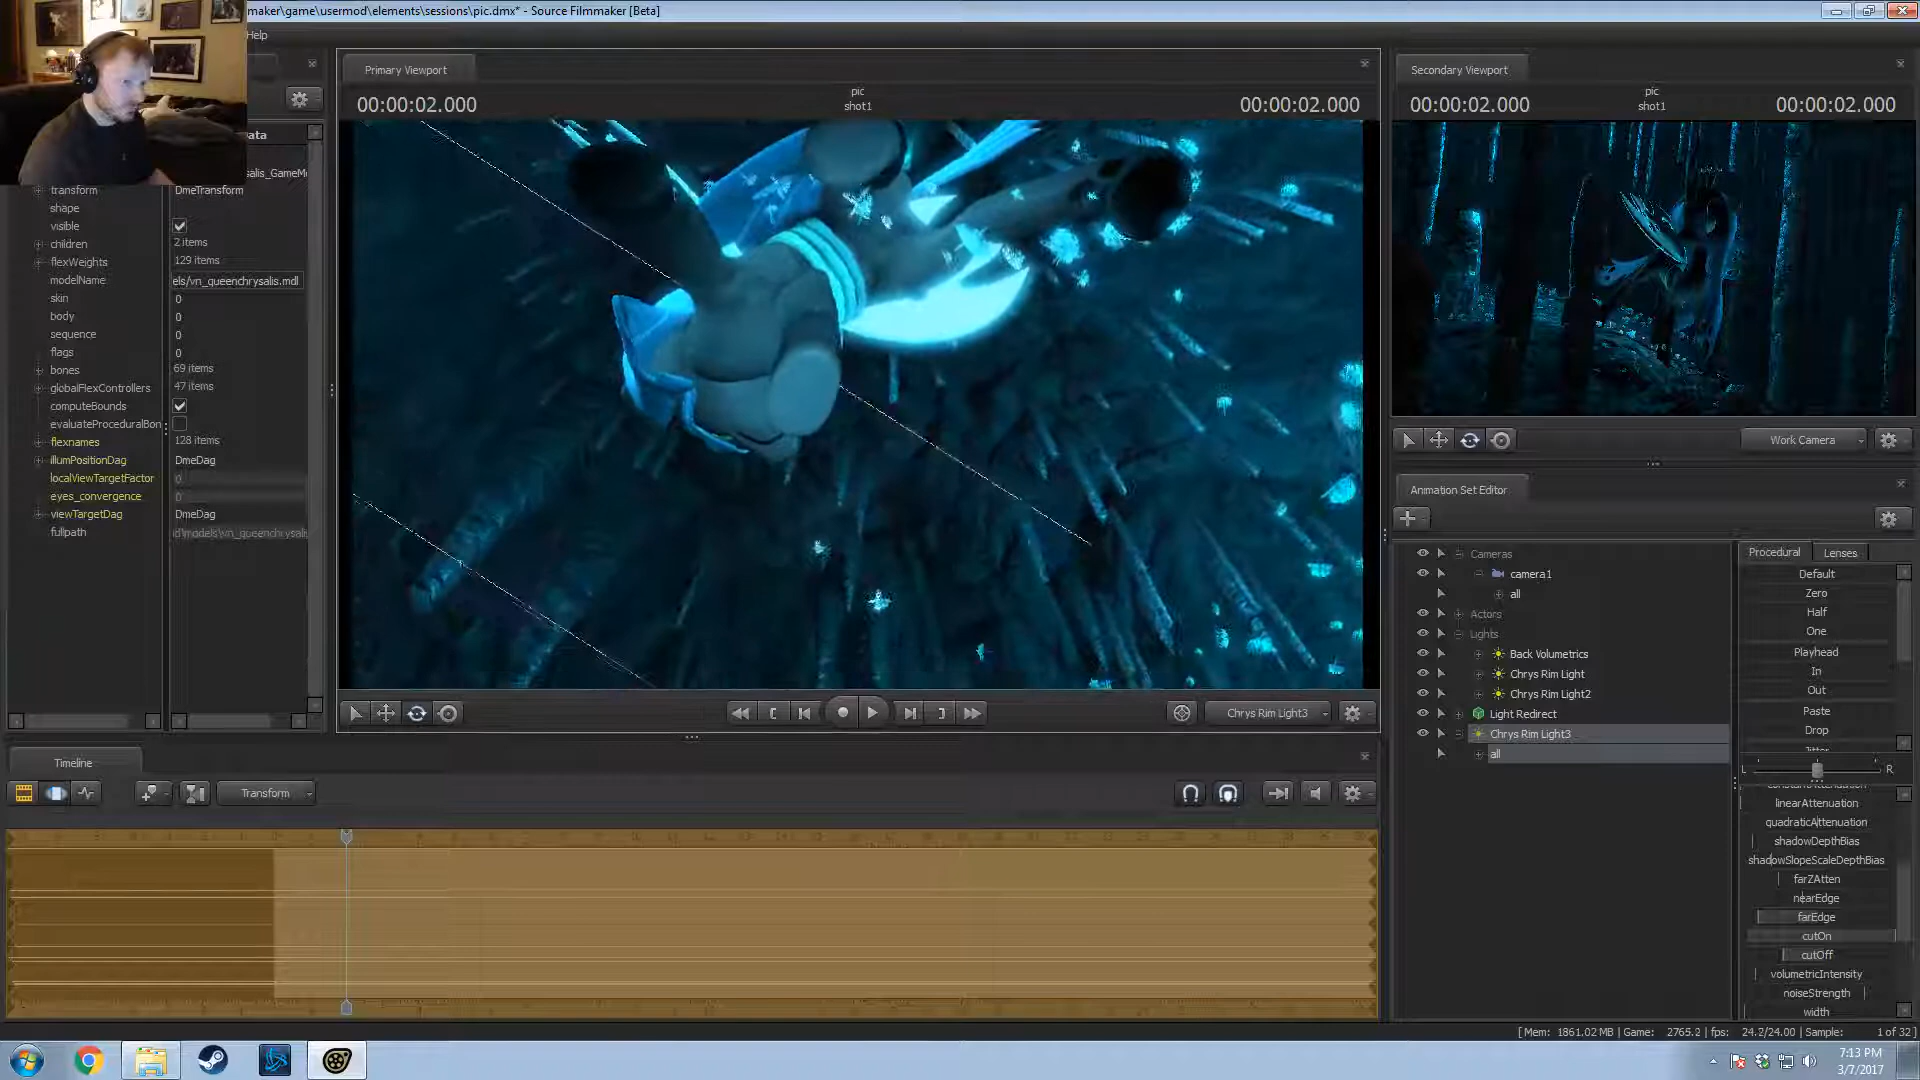 maker\game\usermod\elements\sessions\pic.dmx* - Source Filmmaker [Beta]
Help
Primary Viewport
Secondary Viewport
00:00:02.000
pic
shot1
00:00:02.000
00:00:02.000
pic
shot1
00:00:02.000
transform DmeTransform
shape
visible
children 2 items
flexWeights 129 items
modelName els/vn_queenchrysalis.mdl
skin 0
body 0
sequence 0
flags 0
bones 69 items
globalFlexControllers 47 items
computeBounds
evaluateProceduralBon
flexnames 128 items
illumPositionDag DmeDag
localViewTargetFactor 0
eyes_convergence 0
viewTargetDag DmeDag
fullpath d\models\vn_queenchrysalis
Work Camera
Animation Set Editor
Cameras
camera1
all
Actors
Lights
Back Volumetrics
Chrys Rim Light
Chrys Rim Light2
Light Redirect
Chrys Rim Light3
all
Procedural Lenses
Default
Zero
Half
One
Playhead
In
Out
Paste
Drop
L R
linearAttenuation
quadraticAttenuation
shadowDepthBias
shadowSlopeScaleDepthBias
farZAtten
nearEdge
farEdge
cutOn
cutOff
volumetricIntensity
noiseStrength
width
Chrys Rim Light3
Timeline
Transform
[ Mem: 1861.02 MB | Game: 2765.2 | fps: 24.2/24.00 | Sample: 1 of 32 ]
7:13 PM
3/7/2017